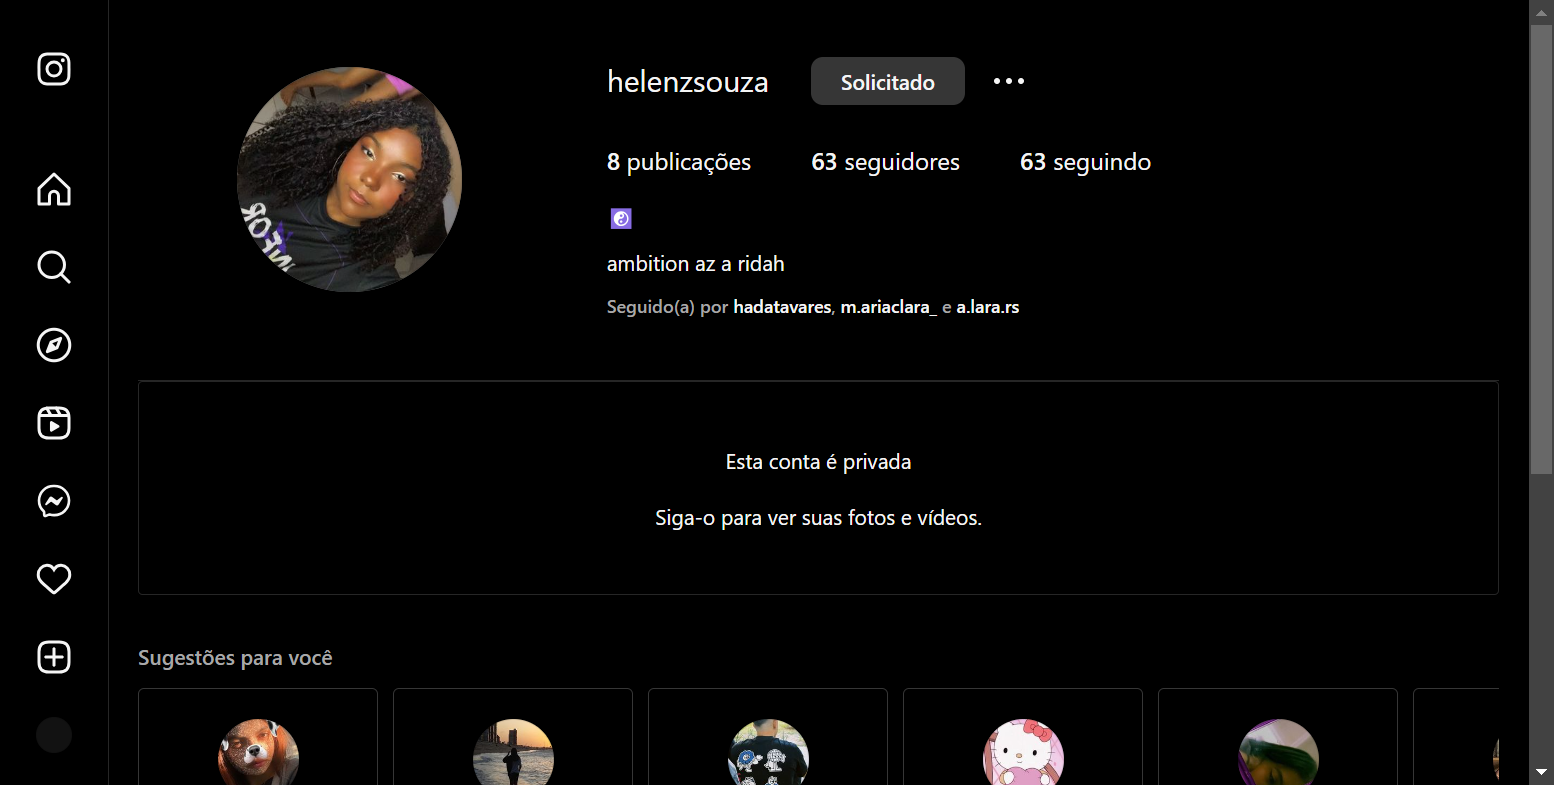 helenzsouza
Solicitado
8 publicações
63 seguidores
63 seguindo
☯
ambition az a ridah
Seguido(a) por hadatavares, m.ariaclara_ e a.lara.rs
Esta conta é privada
Siga-o para ver suas fotos e vídeos.
Sugestões para você